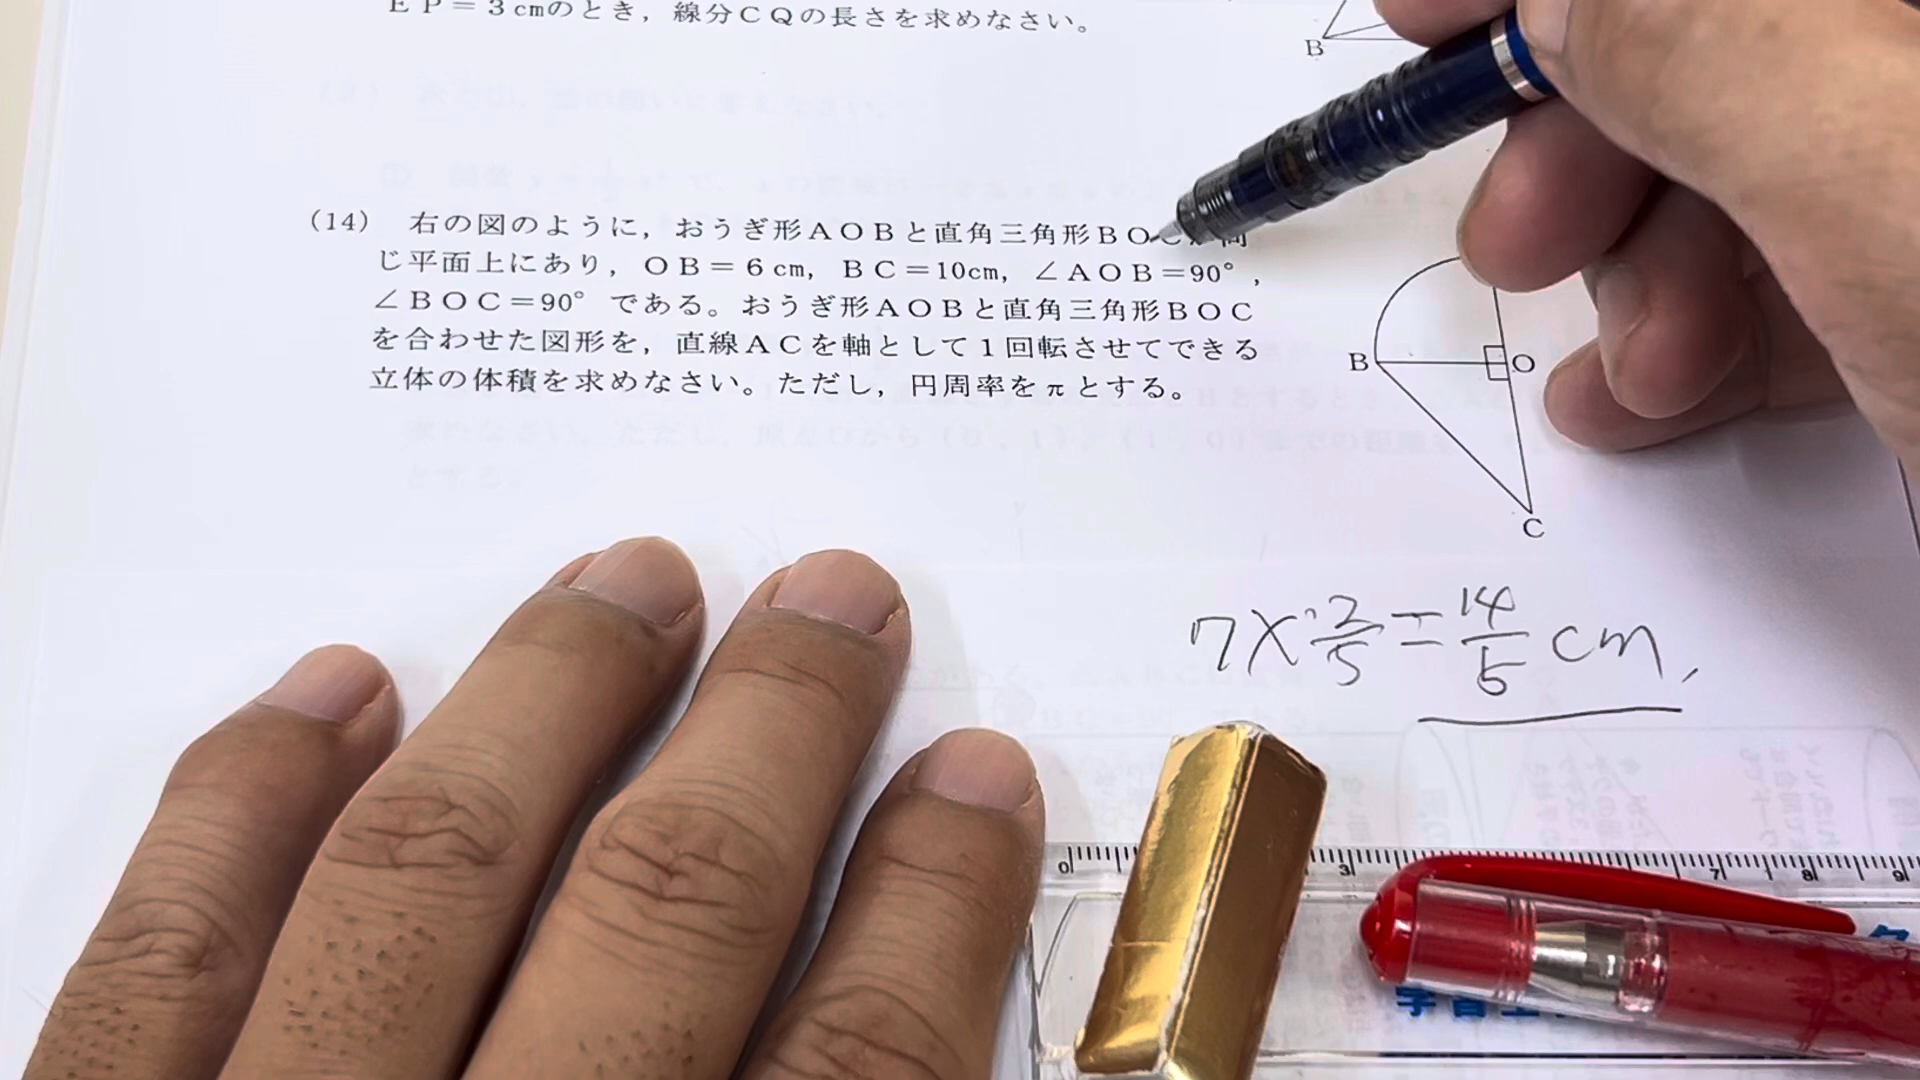 ＥＰ＝３cmのとき，線分ＣＱの長さを求めなさい。
B
(14) 右の図のように，おうぎ形ＡＯＢと直角三角形ＢＯＣが同
じ平面上にあり，ＯＢ＝６cm，ＢＣ＝10cm，∠ＡＯＢ＝90°，
∠ＢＯＣ＝90°である。おうぎ形ＡＯＢと直角三角形ＢＯＣ
を合わせた図形を，直線ＡＣを軸として１回転させてできる
立体の体積を求めなさい。ただし，円周率をπとする。
B O
C
7×2/5=14/5cm,
0 3 7 8 9